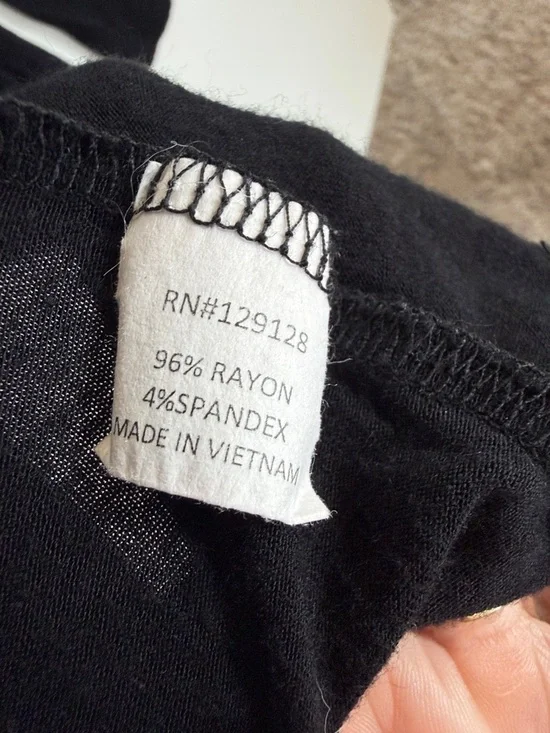 RN#129128
96% RAYON
4%SPANDEX
MADE IN VIETNAM